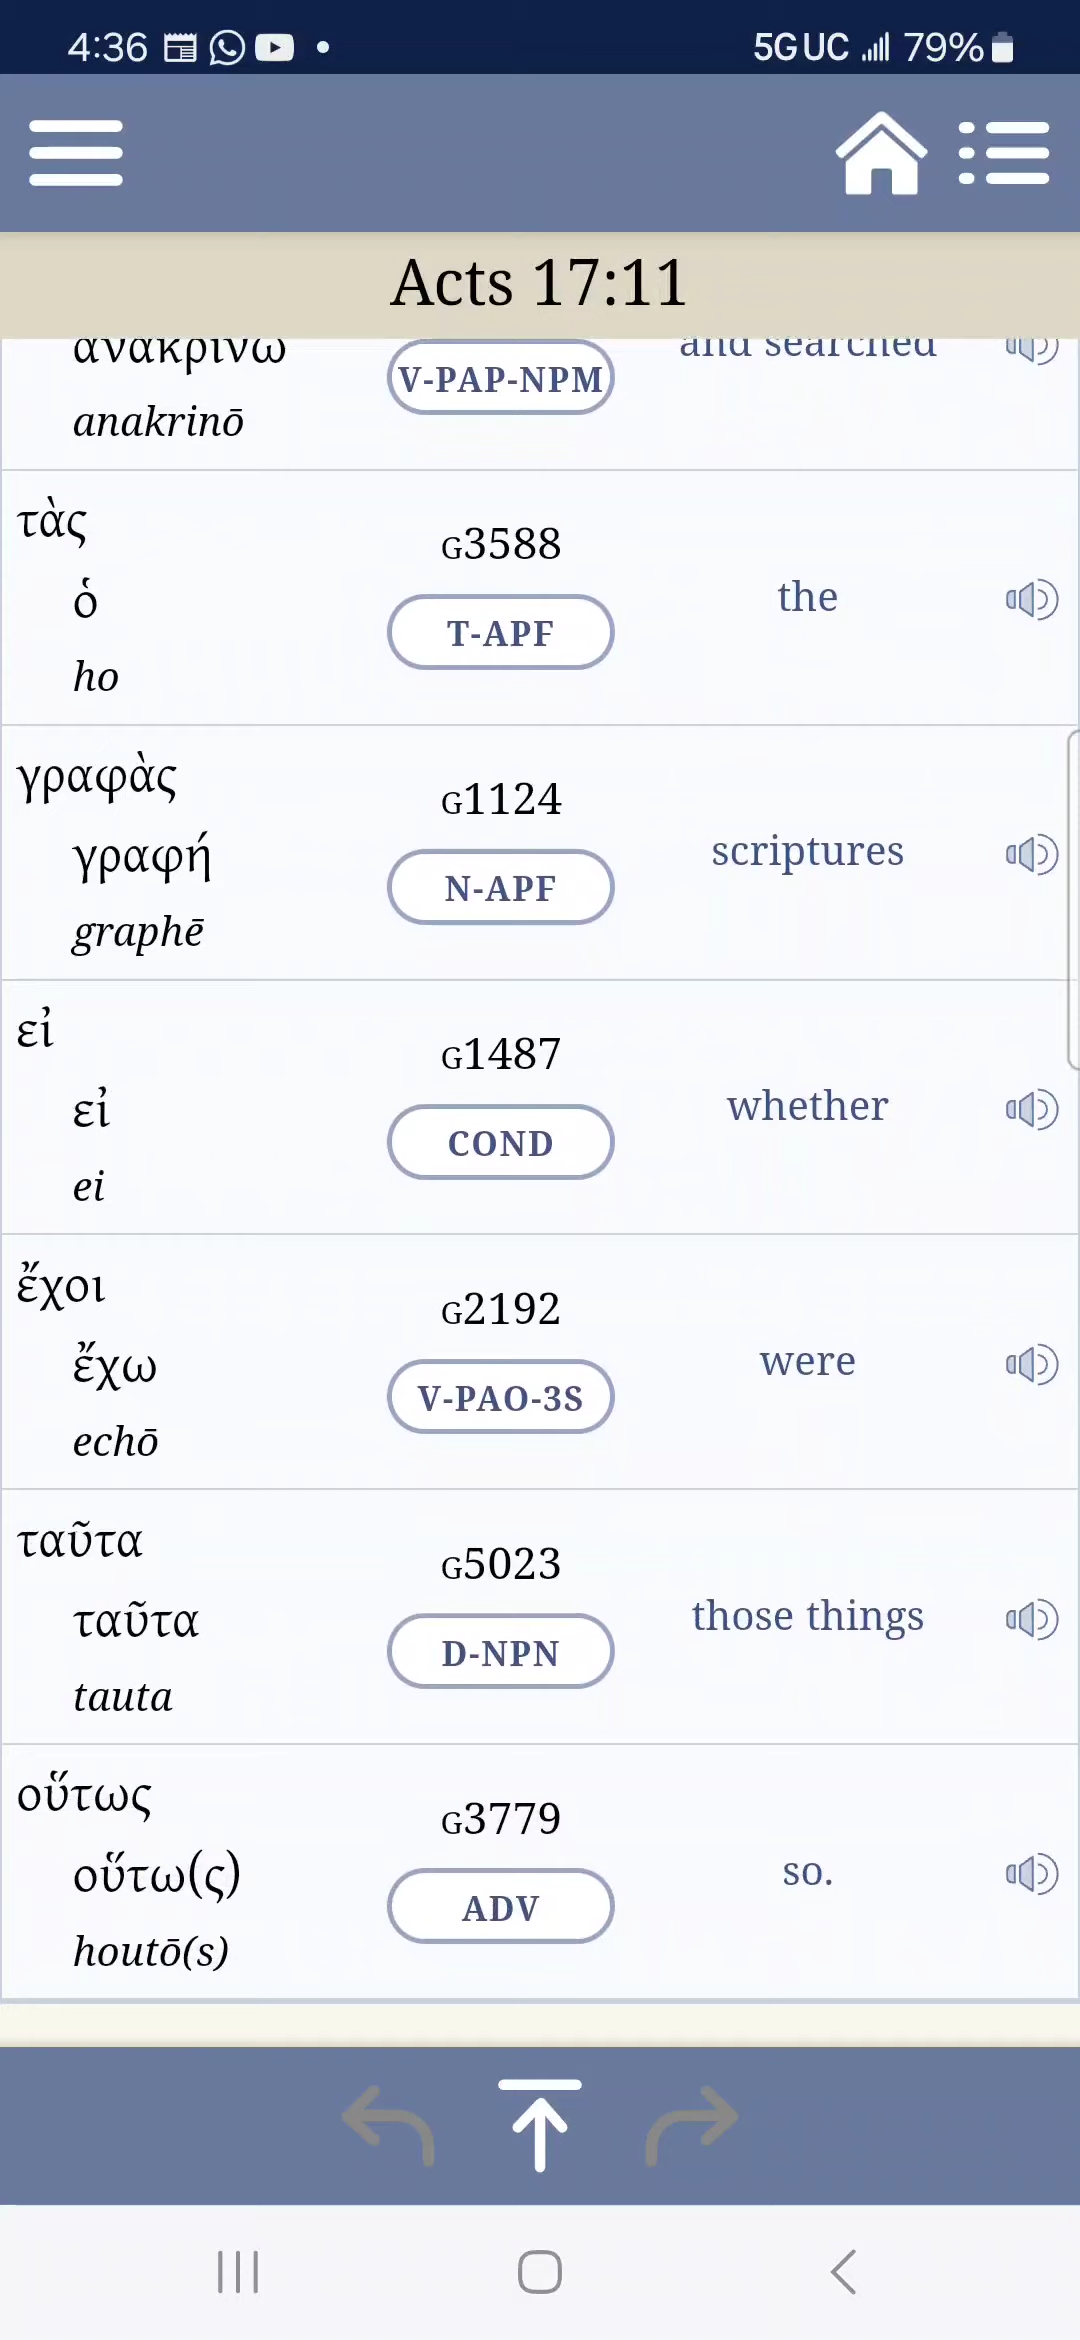 4:36
5G UC 79%
Acts 17:11
ἀνακρίνω
V-PAP-NPM
and searched
anakrinō
τὰς
ὁ
ho
G3588
T-APF
the
γραφὰς
γραφή
graphē
G1124
N-APF
scriptures
εἰ
εἰ
ei
G1487
COND
whether
ἔχοι
ἔχω
echō
G2192
V-PAO-3S
were
ταῦτα
ταῦτα
tauta
G5023
D-NPN
those things
οὕτως
οὕτω(ς)
houtō(s)
G3779
ADV
so.